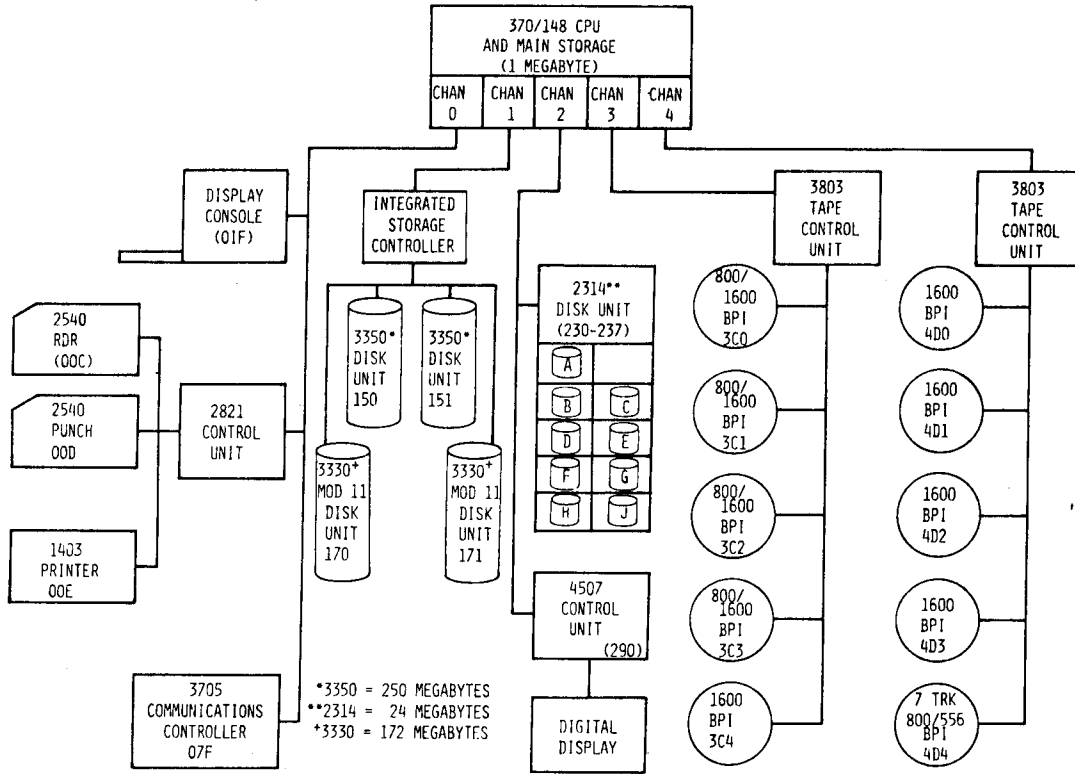 370/148 CPU
AND MAIN STORAGE
(1 MEGABYTE)
CHAN
0
CHAN
1
CHAN
2
CHAN
3
CHAN
4
DISPLAY
CONSOLE
(01F)
2540
RDR
(00C)
2540
PUNCH
00D
2821
CONTROL
UNIT
1403
PRINTER
00E
3705
COMMUNICATIONS
CONTROLLER
07F
INTEGRATED
STORAGE
CONTROLLER
3350*
DISK
UNIT
150
3350*
DISK
UNIT
151
3330+
MOD 11
DISK
UNIT
170
3330+
MOD 11
DISK
UNIT
171
*3350 = 250 MEGABYTES
**2314 = 24 MEGABYTES
+3330 = 172 MEGABYTES
2314**
DISK UNIT
(230-237)
A
B
C
D
E
F
G
H
J
4507
CONTROL
UNIT
(290)
DIGITAL
DISPLAY
3803
TAPE
CONTROL
UNIT
800/
1600
BPI
3C0
800/
1600
BPI
3C1
800/
1600
BPI
3C2
800/
1600
BPI
3C3
1600
BPI
3C4
3803
TAPE
CONTROL
UNIT
1600
BPI
4D0
1600
BPI
4D1
1600
BPI
4D2
1600
BPI
4D3
7 TRK
800/556
BPI
4D4